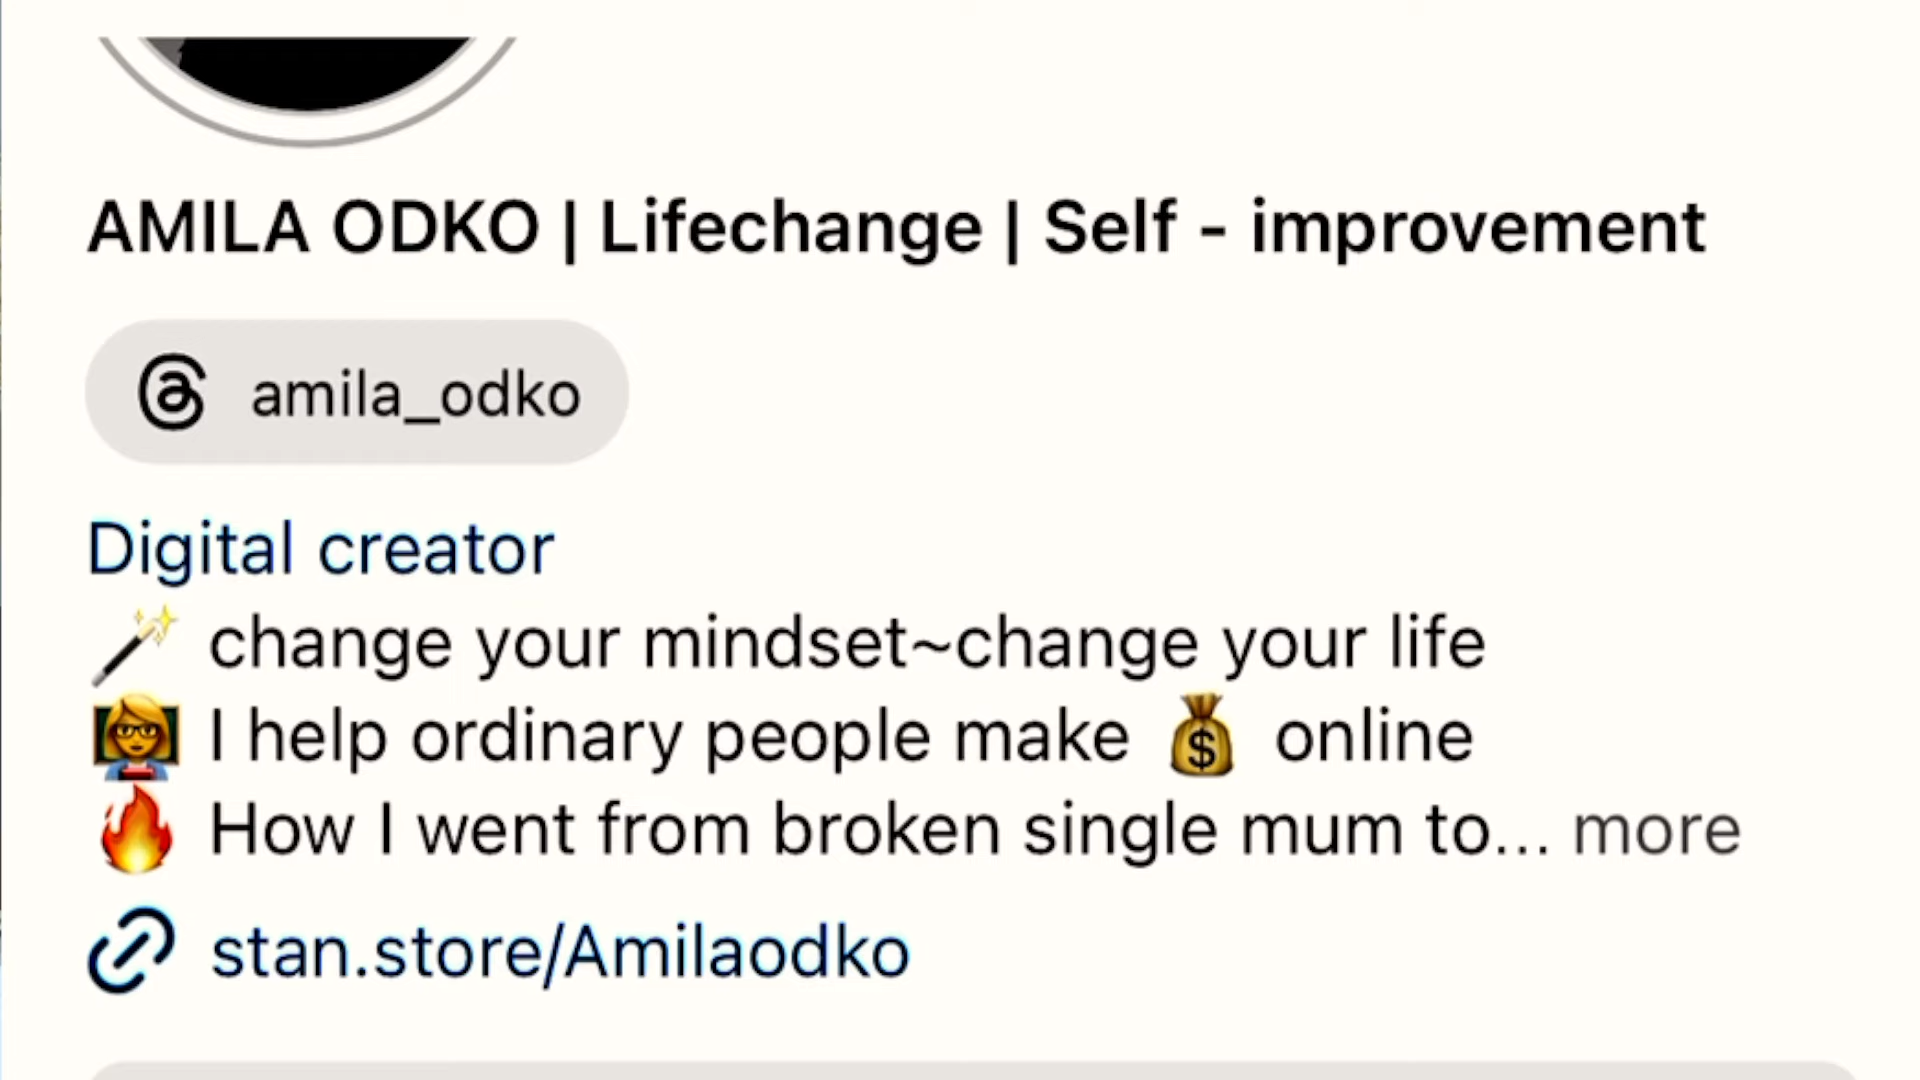 AMILA ODKO | Lifechange | Self - improvement
amila_odko
Digital creator
🪄 change your mindset~change your life
👩‍🏫 I help ordinary people make 💰 online
🔥 How I went from broken single mum to... more
stan.store/Amilaodko